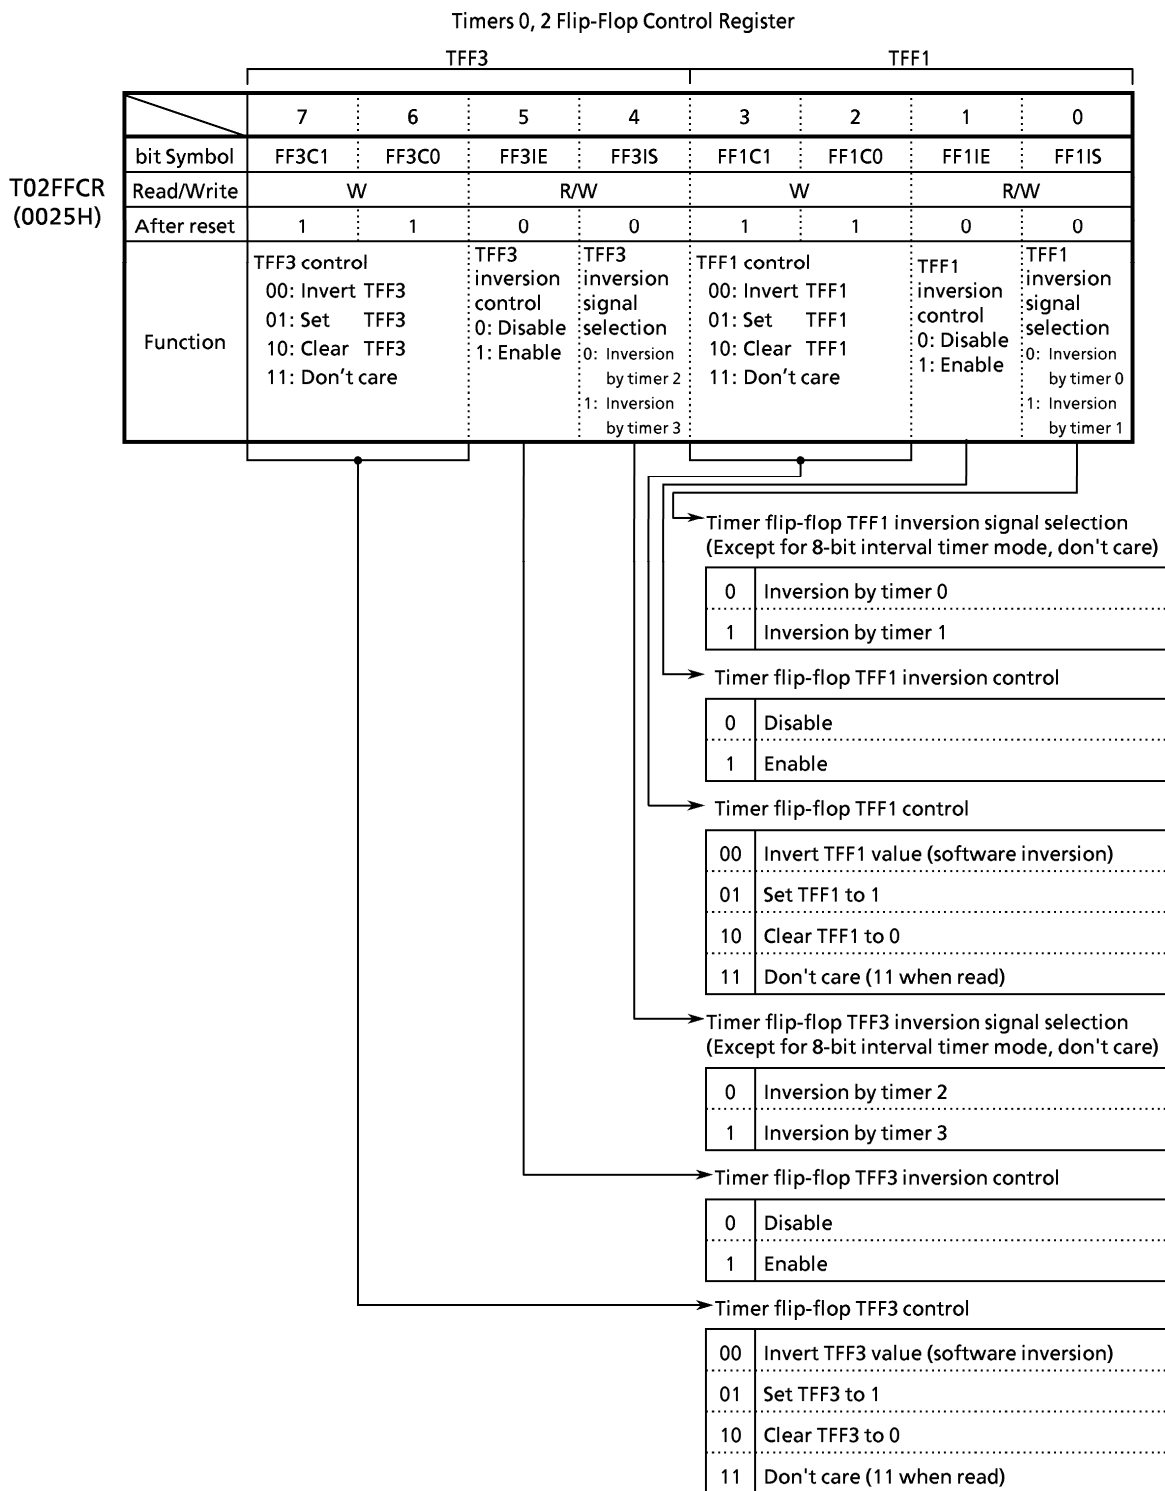 Timers 0, 2 Flip-Flop Control Register
TFF3 TFF1
7 6 5 4 3 2 1 0
bit Symbol FF3C1 FF3C0 FF3IE FF3IS FF1C1 FF1C0 FF1IE FF1IS
T02FFCR
(0025H)
Read/Write W R/W W R/W
After reset 1 1 0 0 1 1 0 0
Function
TFF3 control
00: Invert TFF3
01: Set TFF3
10: Clear TFF3
11: Don't care
TFF3
inversion
control
0: Disable
1: Enable
TFF3
inversion
signal
selection
0: Inversion
by timer 2
1: Inversion
by timer 3
TFF1 control
00: Invert TFF1
01: Set TFF1
10: Clear TFF1
11: Don't care
TFF1
inversion
control
0: Disable
1: Enable
TFF1
inversion
signal
selection
0: Inversion
by timer 0
1: Inversion
by timer 1
Timer flip-flop TFF1 inversion signal selection
(Except for 8-bit interval timer mode, don't care)
0 Inversion by timer 0
1 Inversion by timer 1
Timer flip-flop TFF1 inversion control
0 Disable
1 Enable
Timer flip-flop TFF1 control
00 Invert TFF1 value (software inversion)
01 Set TFF1 to 1
10 Clear TFF1 to 0
11 Don't care (11 when read)
Timer flip-flop TFF3 inversion signal selection
(Except for 8-bit interval timer mode, don't care)
0 Inversion by timer 2
1 Inversion by timer 3
Timer flip-flop TFF3 inversion control
0 Disable
1 Enable
Timer flip-flop TFF3 control
00 Invert TFF3 value (software inversion)
01 Set TFF3 to 1
10 Clear TFF3 to 0
11 Don't care (11 when read)